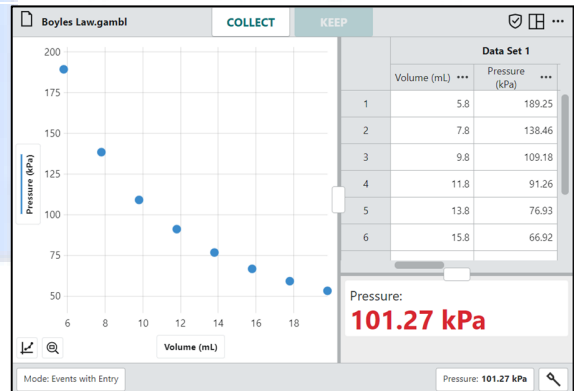 Boyles Law.gambl
COLLECT
KEEP
•••
200
175
150
125
100
75
50
Pressure (kPa)
6 8 10 12 14 16 18
Volume (mL)
Data Set 1
Volume (mL) ••• Pressure (kPa) •••
1 5.8 189.25
2 7.8 138.46
3 9.8 109.18
4 11.8 91.26
5 13.8 76.93
6 15.8 66.92
Pressure:
101.27 kPa
Mode: Events with Entry
Pressure: 101.27 kPa